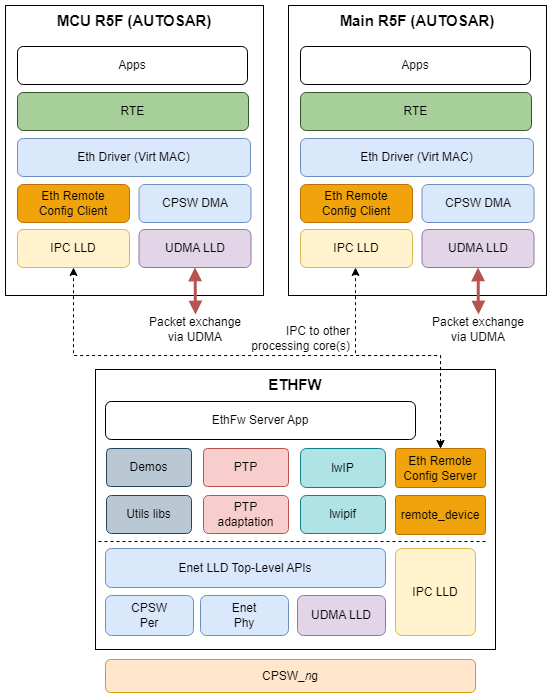 MCU R5F (AUTOSAR)
Apps
RTE
Eth Driver (Virt MAC)
Eth Remote
Config Client
CPSW DMA
IPC LLD
UDMA LLD
Packet exchange
via UDMA
Main R5F (AUTOSAR)
Apps
RTE
Eth Driver (Virt MAC)
Eth Remote
Config Client
CPSW DMA
IPC LLD
UDMA LLD
Packet exchange
via UDMA
IPC to other
processing core(s)
ETHFW
EthFw Server App
Demos
PTP
lwIP
Eth Remote
Config Server
Utils libs
PTP
adaptation
lwipif
remote_device
Enet LLD Top-Level APIs
IPC LLD
CPSW
Per
Enet
Phy
UDMA LLD
CPSW_ng